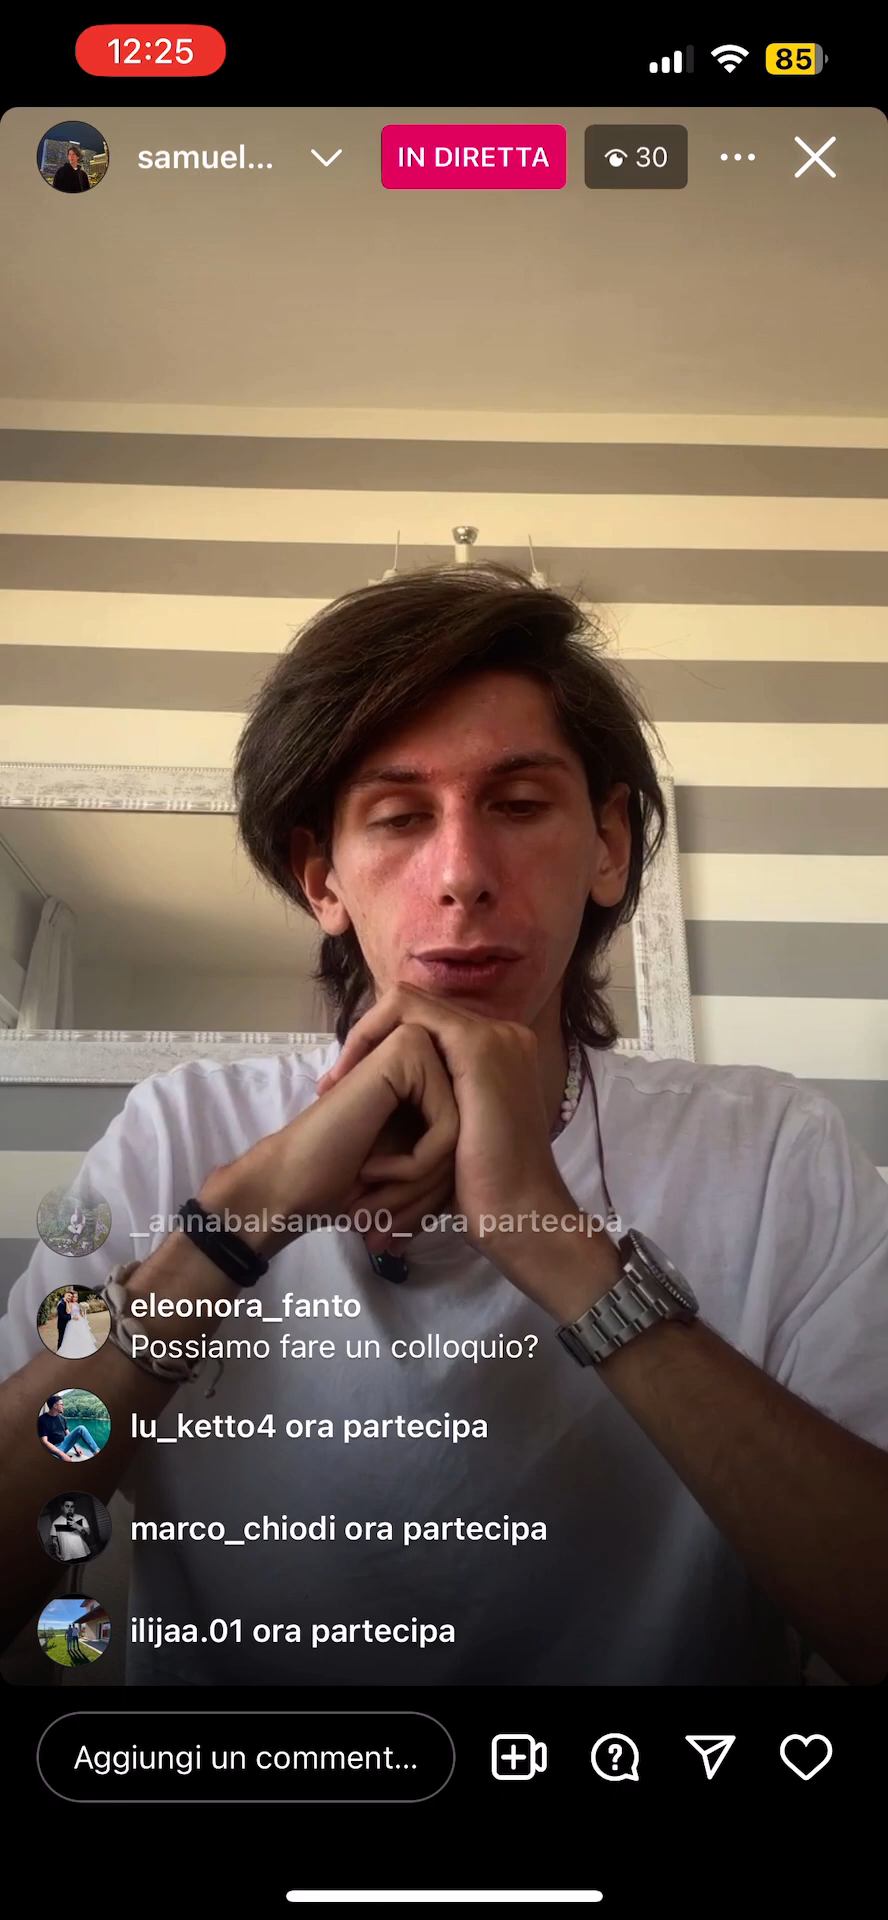 12:25
85
samuel...
IN DIRETTA
30
_annabalsamo00_ ora partecipa
eleonora_fanto
Possiamo fare un colloquio?
lu_ketto4 ora partecipa
marco_chiodi ora partecipa
ilijaa.01 ora partecipa
Aggiungi un comment...